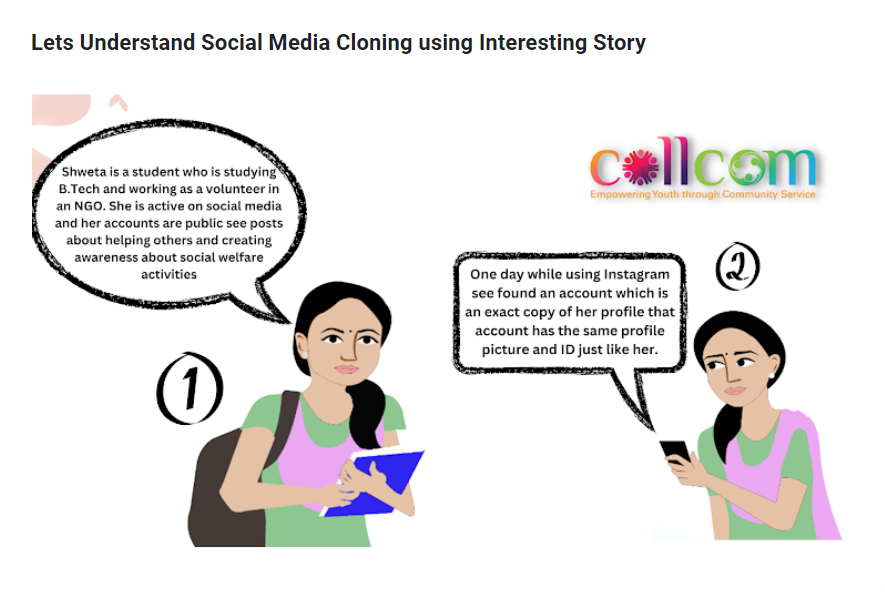 Lets Understand Social Media Cloning using Interesting Story
Shweta is a student who is studying
B.Tech and working as a volunteer in
an NGO. She is active on social media
and her accounts are public see posts
about helping others and creating
awareness about social welfare
activities
1
collcom
Empowering Youth through Community Service
2
One day while using Instagram
see found an account which is
an exact copy of her profile that
account has the same profile
picture and ID just like her.